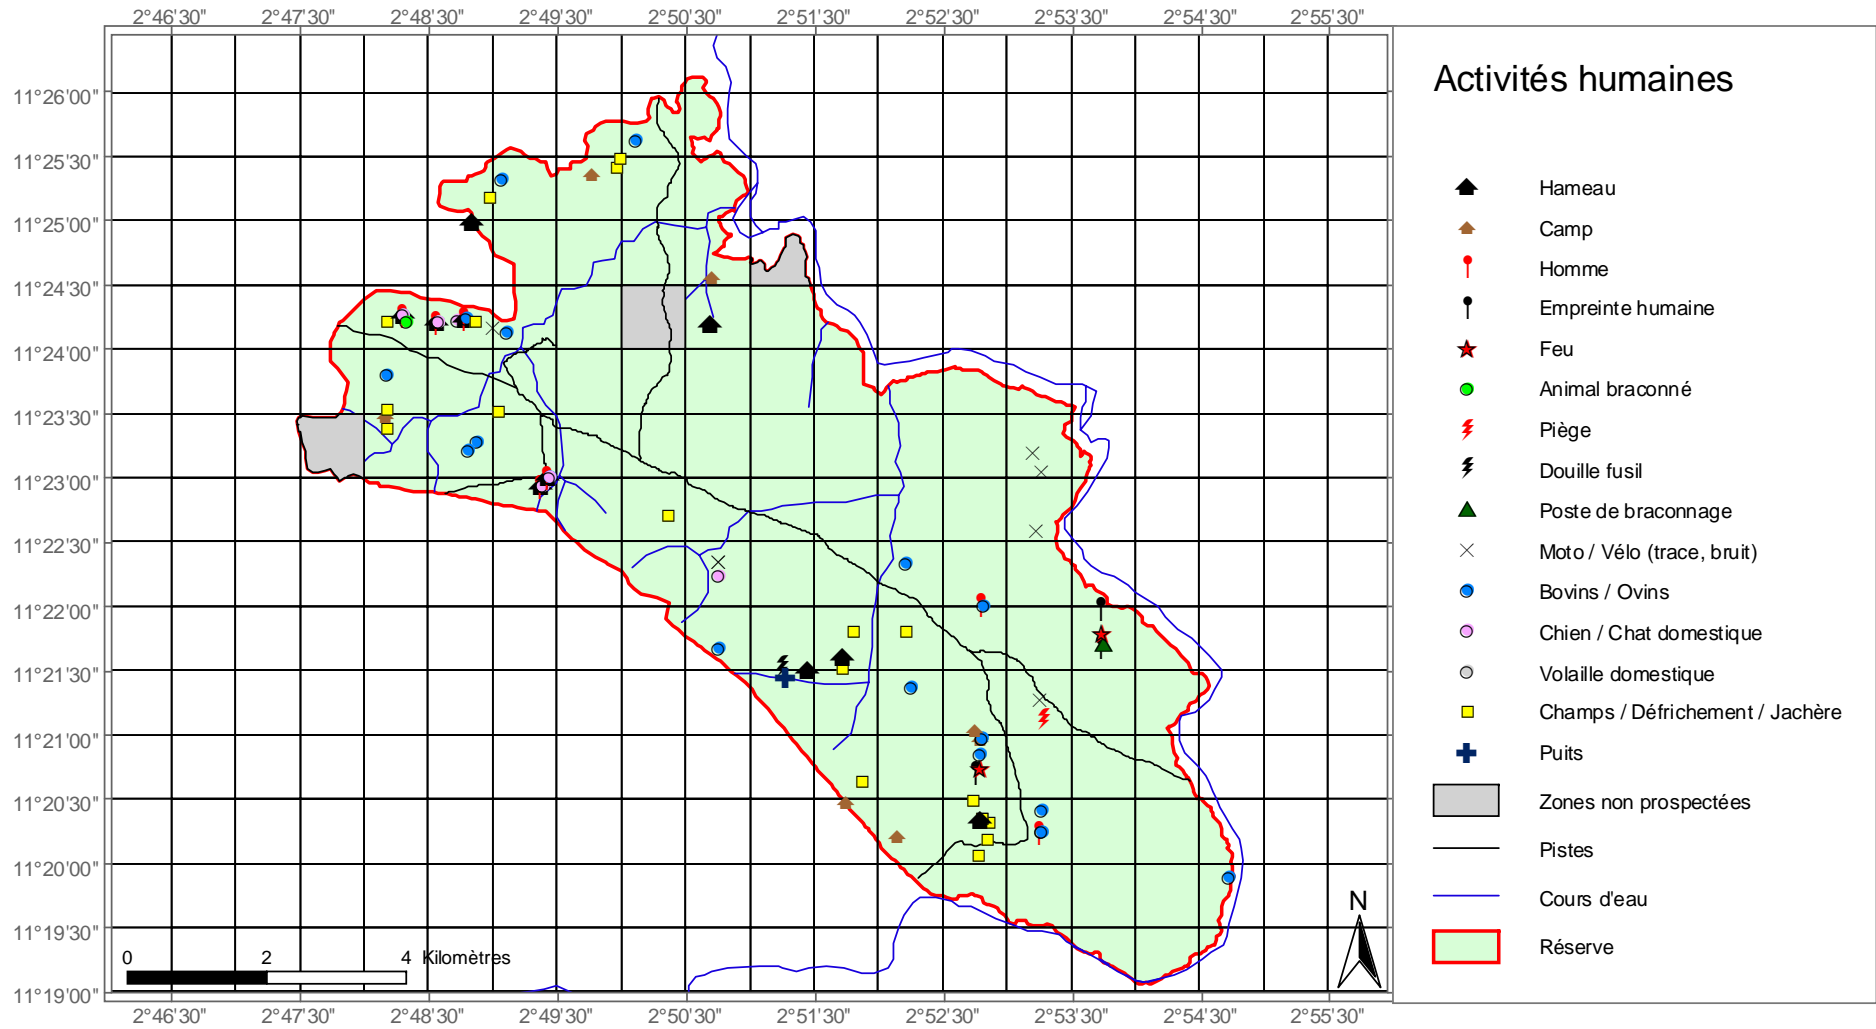 2°46'30" 2°47'30" 2°48'30" 2°49'30" 2°50'30" 2°51'30" 2°52'30" 2°53'30" 2°54'30" 2°55'30"
Activités humaines
11°26'00"
11°25'30"
11°25'00"
11°24'30"
11°24'00"
11°23'30"
11°23'00"
11°22'30"
11°22'00"
11°21'30"
11°21'00"
11°20'30"
11°20'00"
11°19'30"
11°19'00"
Hameau
Camp
Homme
Empreinte humaine
Feu
Animal braconné
Piège
Douille fusil
Poste de braconnage
Moto / Vélo (trace, bruit)
Bovins / Ovins
Chien / Chat domestique
Volaille domestique
Champs / Défrichement / Jachère
Puits
Zones non prospectées
Pistes
Cours d'eau
Réserve
N
0 2 4 Kilomètres
2°46'30" 2°47'30" 2°48'30" 2°49'30" 2°50'30" 2°51'30" 2°52'30" 2°53'30" 2°54'30" 2°55'30"